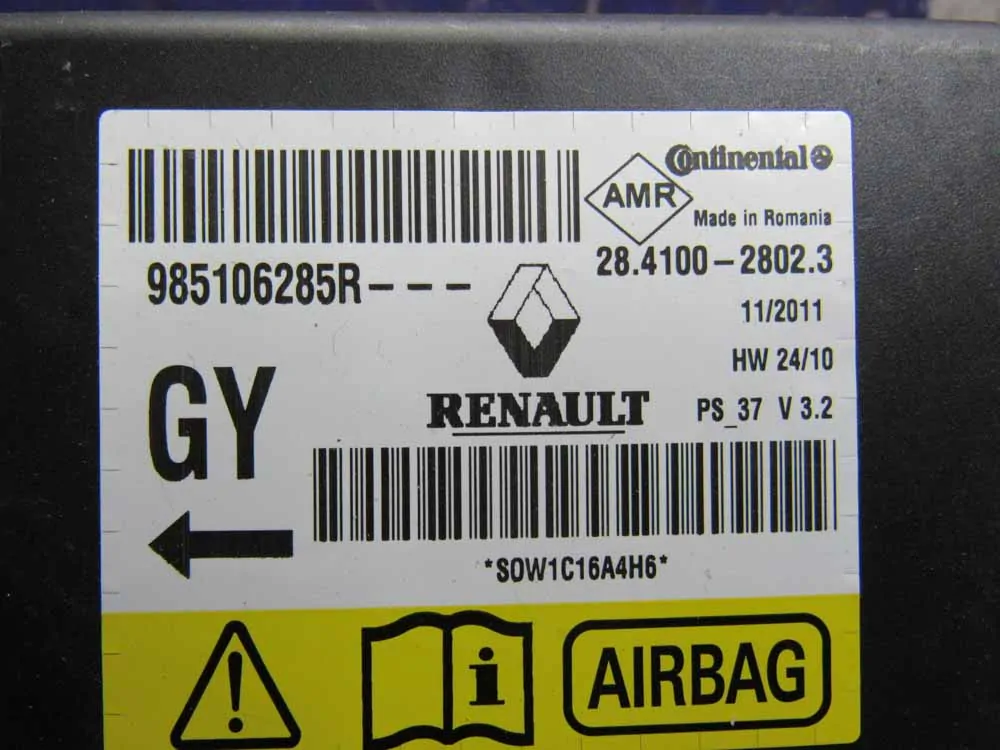 Continental
AMR
Made in Romania
985106285R---
28.4100-2802.3
11/2011
HW 24/10
GY
RENAULT
PS_37 V 3.2
*S0W1C16A4H6*
i
AIRBAG